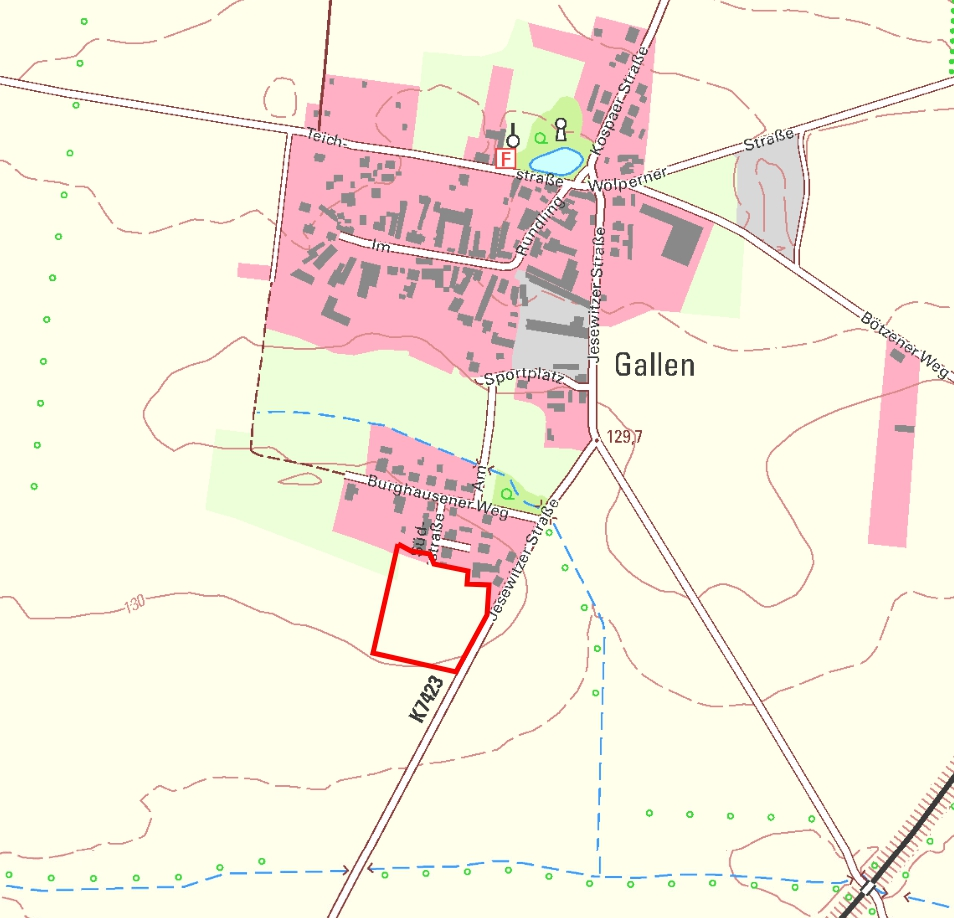 Kospaer Straße
Teich-
straße
F
Wölperner
Straße
Im
Rundling
Jesewitzer Straße
Bötzener Weg
Gallen
Sportplatz
129,7
Am
Burghausener Weg
Süd-
straße
Jesewitzer Straße
130
K7423